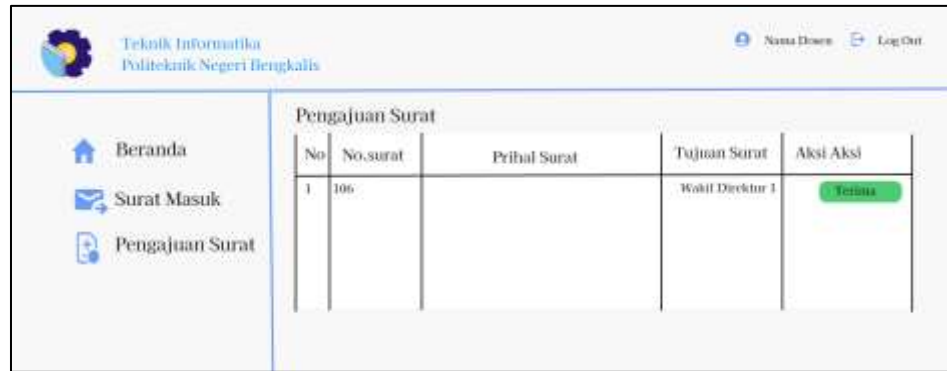 Teknik Informatika
Politeknik Negeri Bengkalis
Nama Dosen
Log Out
Beranda
Surat Masuk
Pengajuan Surat
Pengajuan Surat
No No.surat Prihal Surat Tujuan Surat Aksi Aksi
1 106 Wakil Direktur 1 Terima